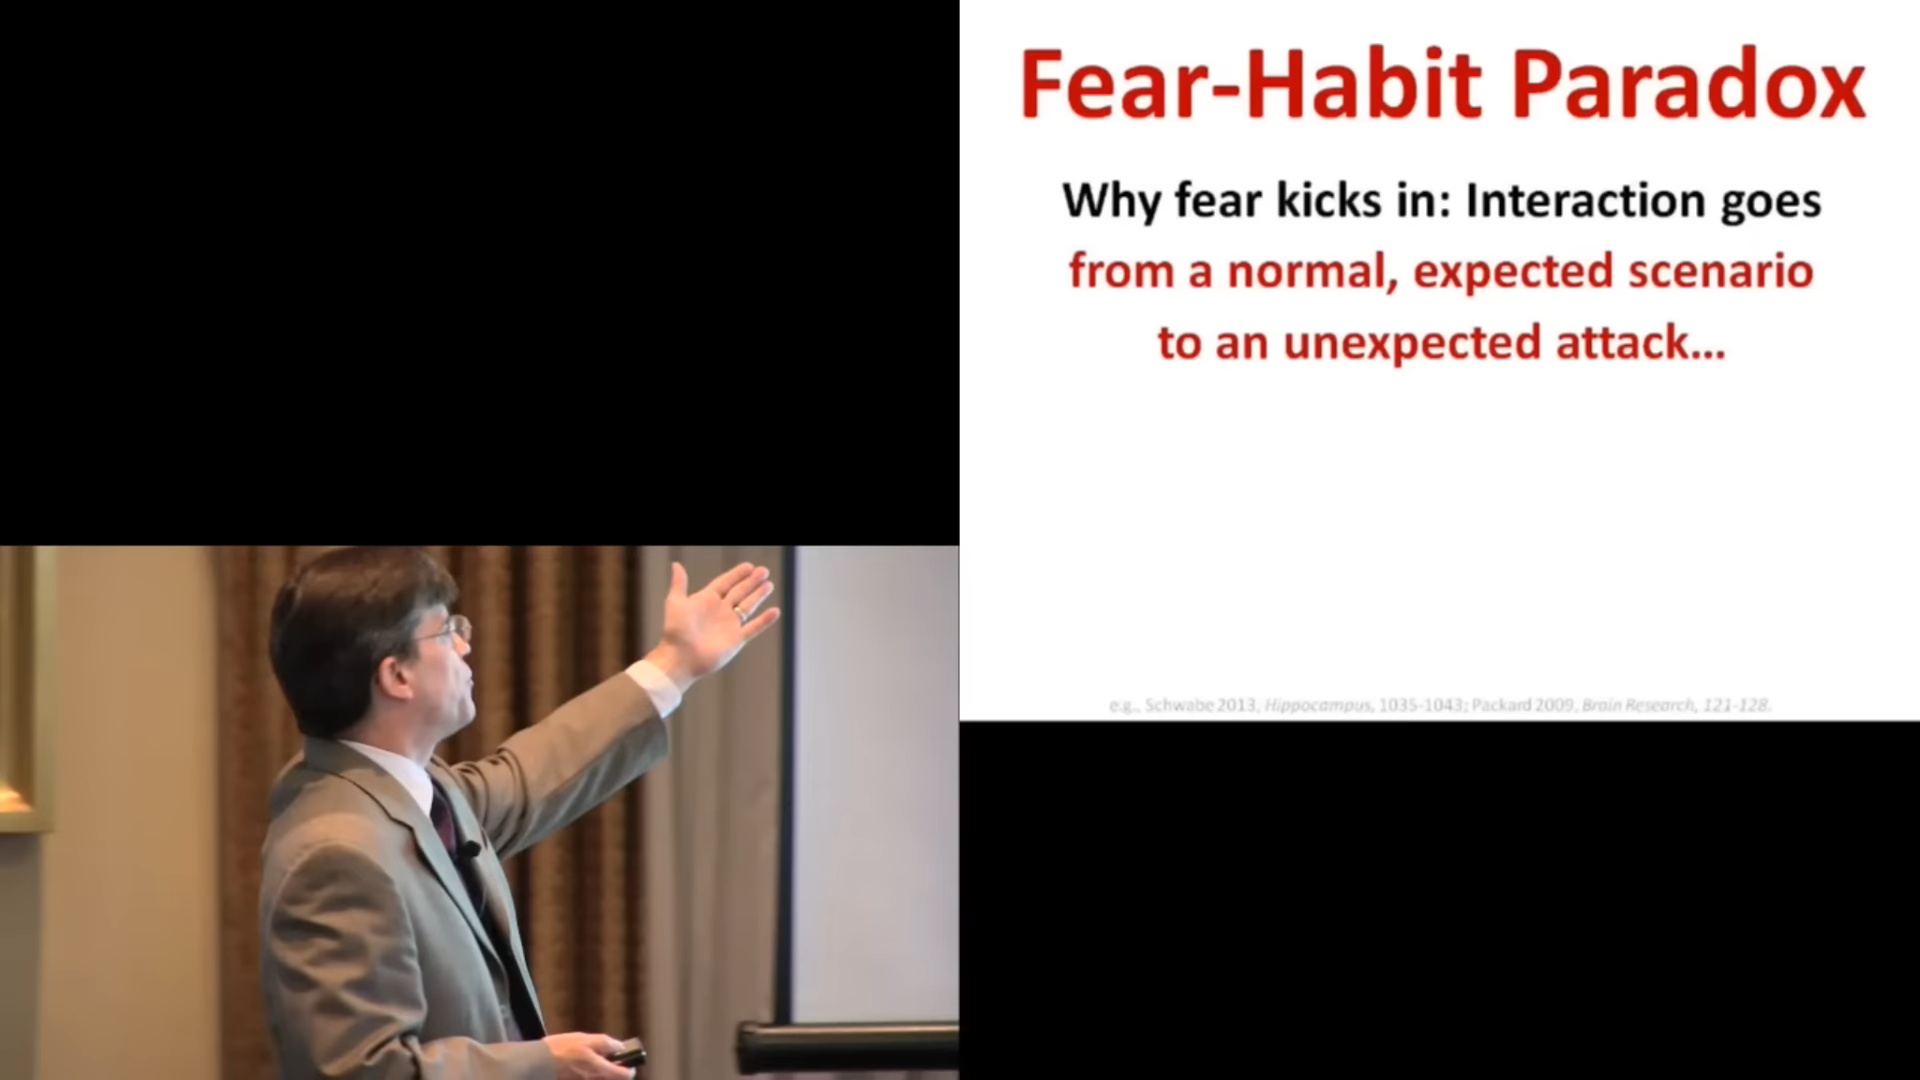 Fear-Habit Paradox
Why fear kicks in: Interaction goes
from a normal, expected scenario
to an unexpected attack...
e.g., Schwabe 2013, Hippocampus, 1035-1043; Packard 2009, Brain Research, 121-128.